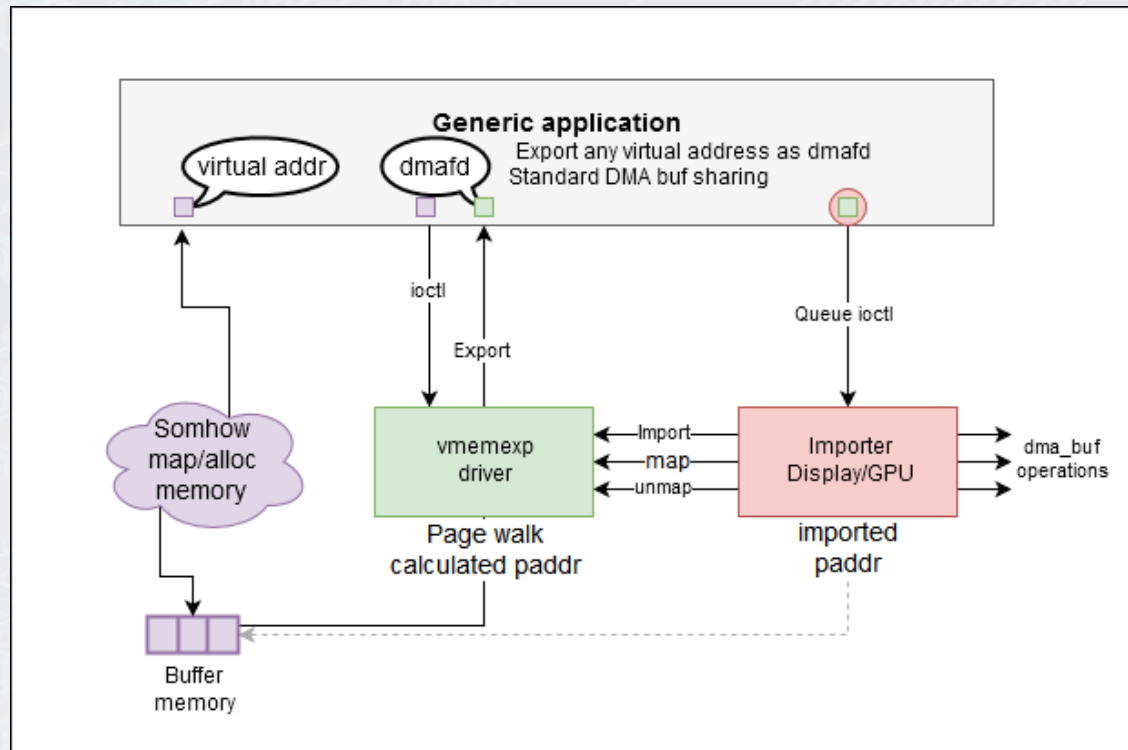 Generic application
Export any virtual address as dmafd
Standard DMA buf sharing
virtual addr
dmafd
ioctl
Export
Queue ioctl
Somhow
map/alloc
memory
vmemexp
driver
Import
map
unmap
Importer
Display/GPU
dma_buf
operations
Page walk
calculated paddr
imported
paddr
Buffer
memory